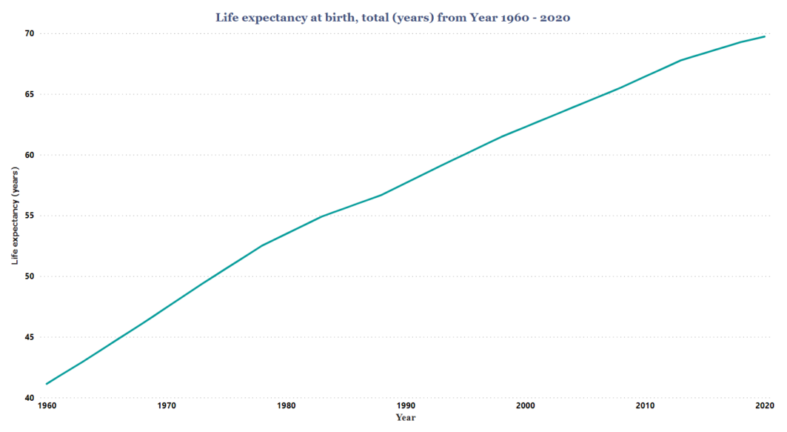 Life expectancy at birth, total (years) from Year 1960 - 2020
70
65
60
55
50
45
40
Life expectancy (years)
1960 1970 1980 1990 2000 2010 2020
Year